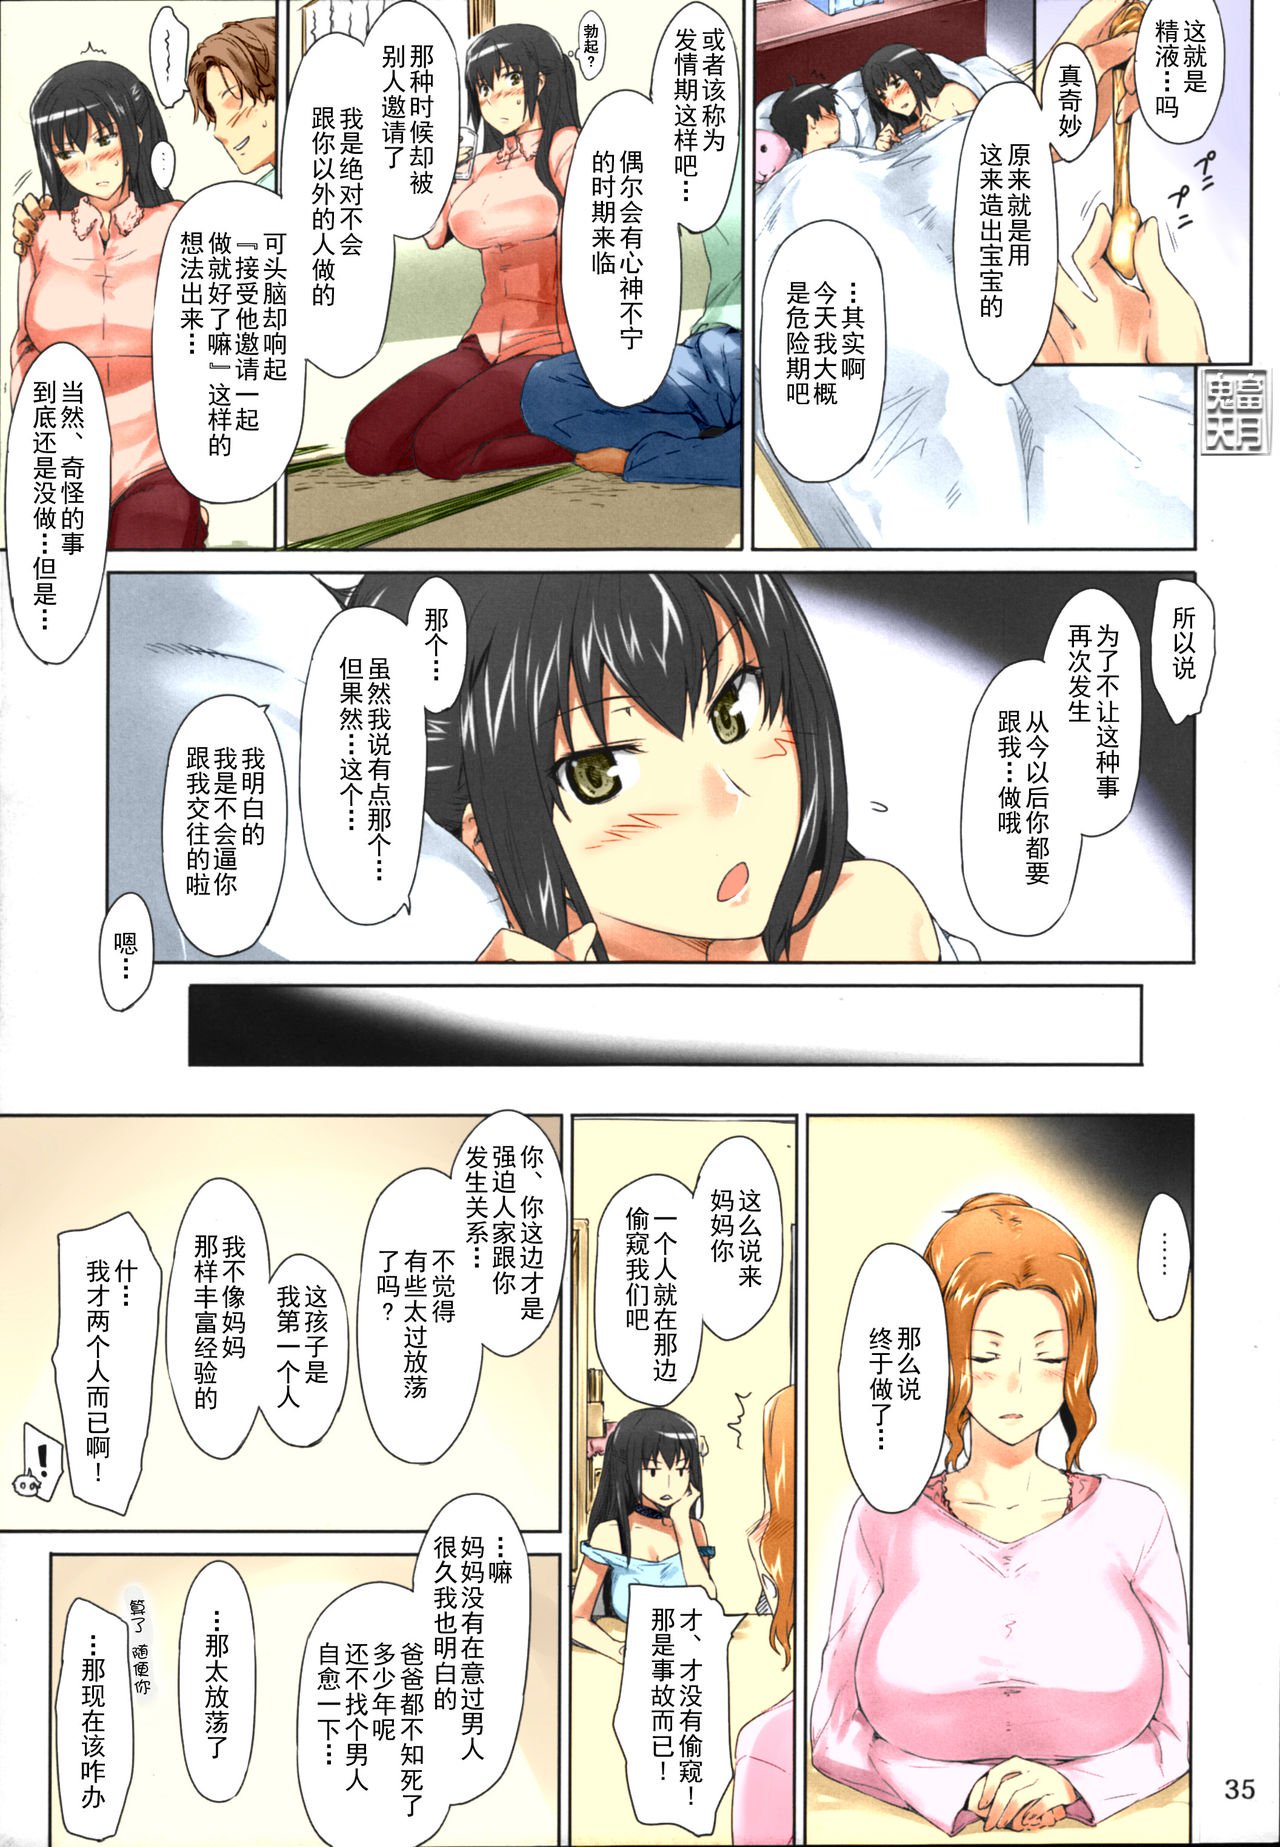 这就是
精液…吗
真奇妙
プニ
プニ
原来就是用
这来造出宝宝的
…其实啊
今天我大概
是危险期吧
或者该称为
发情期这样吧…
偶尔会有心神不宁
的时期来临
勃起?
那种时候却被
别人邀请了
我是绝对不会
跟你以外的人做的
可头脑却响起
『接受他邀请一起
做就好了嘛』这样的
想法出来…
…
当然、奇怪的事
到底还是没做…但是…
鬼畜
天月
所以说
为了不让这种事
再次发生
从今以后你都要
跟我…做哦
那个…
虽然我说有点那个…
但果然…这个…
我明白的
我是不会逼你
跟我交往的啦
嗯…
……
那么说
终于做了…
这么说来
妈妈你
一个人就在那边
偷窥我们吧
才、才没有偷窥!
那是事故而已!
你、你这边才是
强迫人家跟你
发生关系…
不觉得
有些太过放荡
了吗?
这孩子是
我第一个人
我不像妈妈
那样丰富经验的
什…
我才两个人而已啊!
!
…嘛
妈妈没有在意过男人
很久我也明白的
爸爸都不知死了
多少年呢
还不找个男人
自愈一下…
…那太放荡了
算了 随便你
…那现在该咋办
35